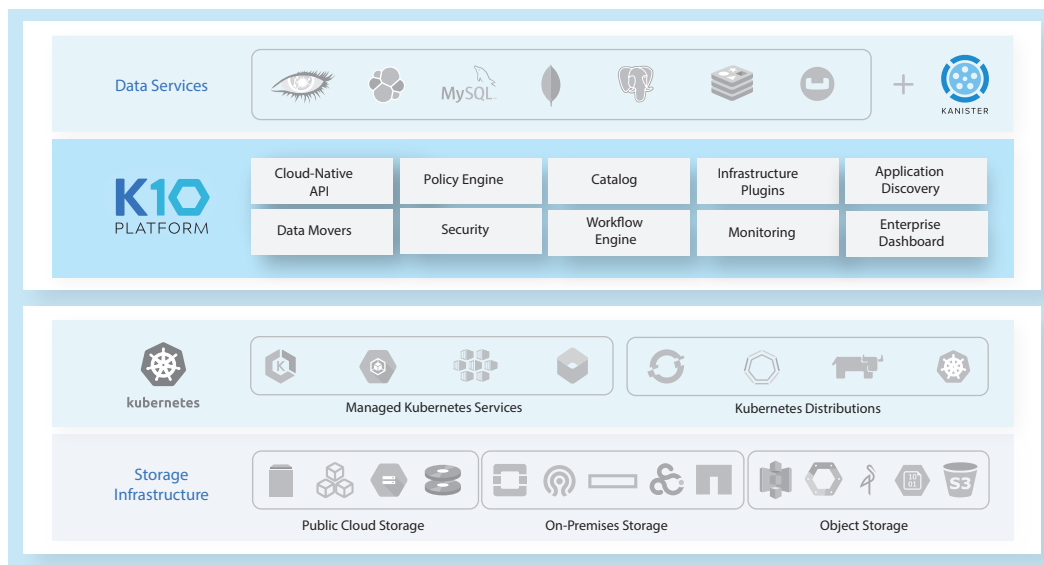 Data Services
MySQL
+
KANISTER
K10
PLATFORM
Cloud-Native
API
Policy Engine
Catalog
Infrastructure
Plugins
Application
Discovery
Data Movers
Security
Workflow
Engine
Monitoring
Enterprise
Dashboard
kubernetes
K
Managed Kubernetes Services
Kubernetes Distributions
Storage
Infrastructure
10
01
S3
Public Cloud Storage
On-Premises Storage
Object Storage